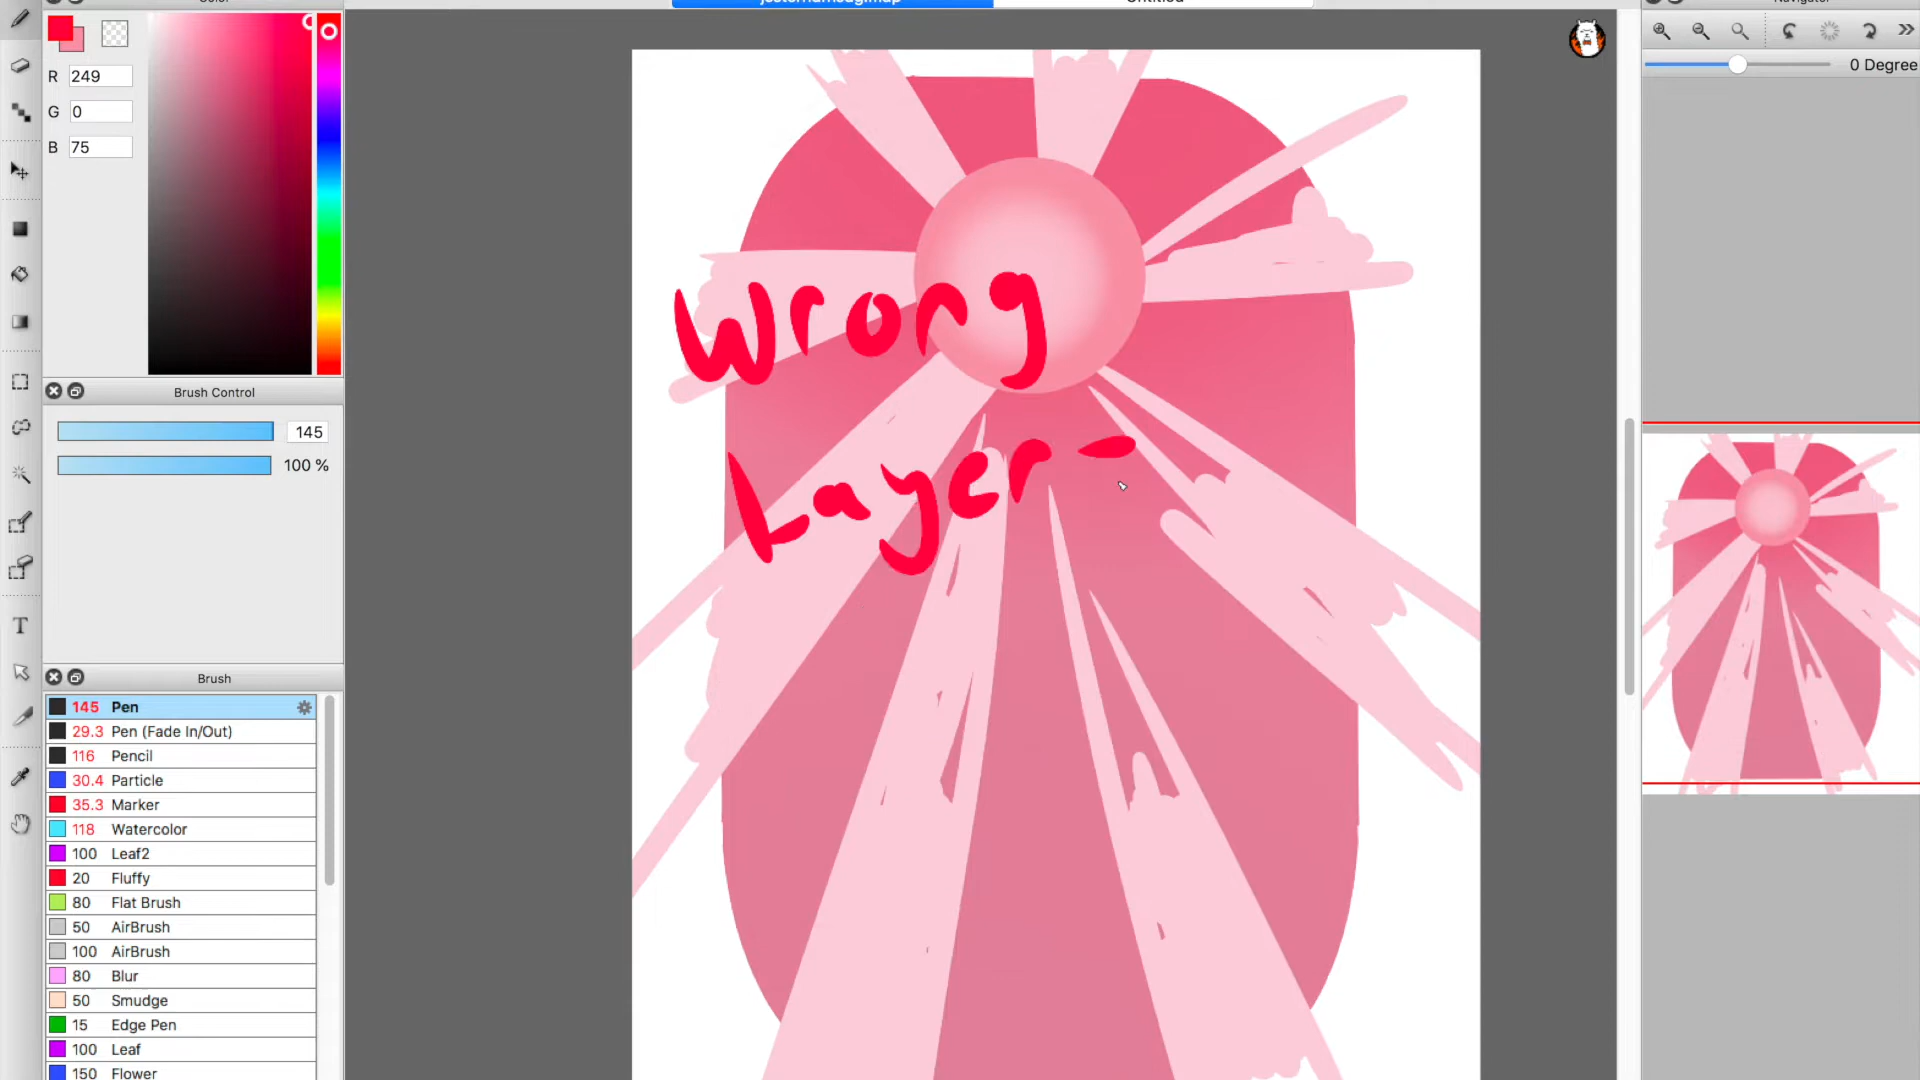 R 249
G 0
B 75
Brush Control
145
100 %
Brush
145 Pen
29.3 Pen (Fade In/Out)
116 Pencil
30.4 Particle
35.3 Marker
118 Watercolor
100 Leaf2
20 Fluffy
80 Flat Brush
50 AirBrush
100 AirBrush
80 Blur
50 Smudge
15 Edge Pen
100 Leaf
150 Flower
T
Wrong
Layer-
0 Degree